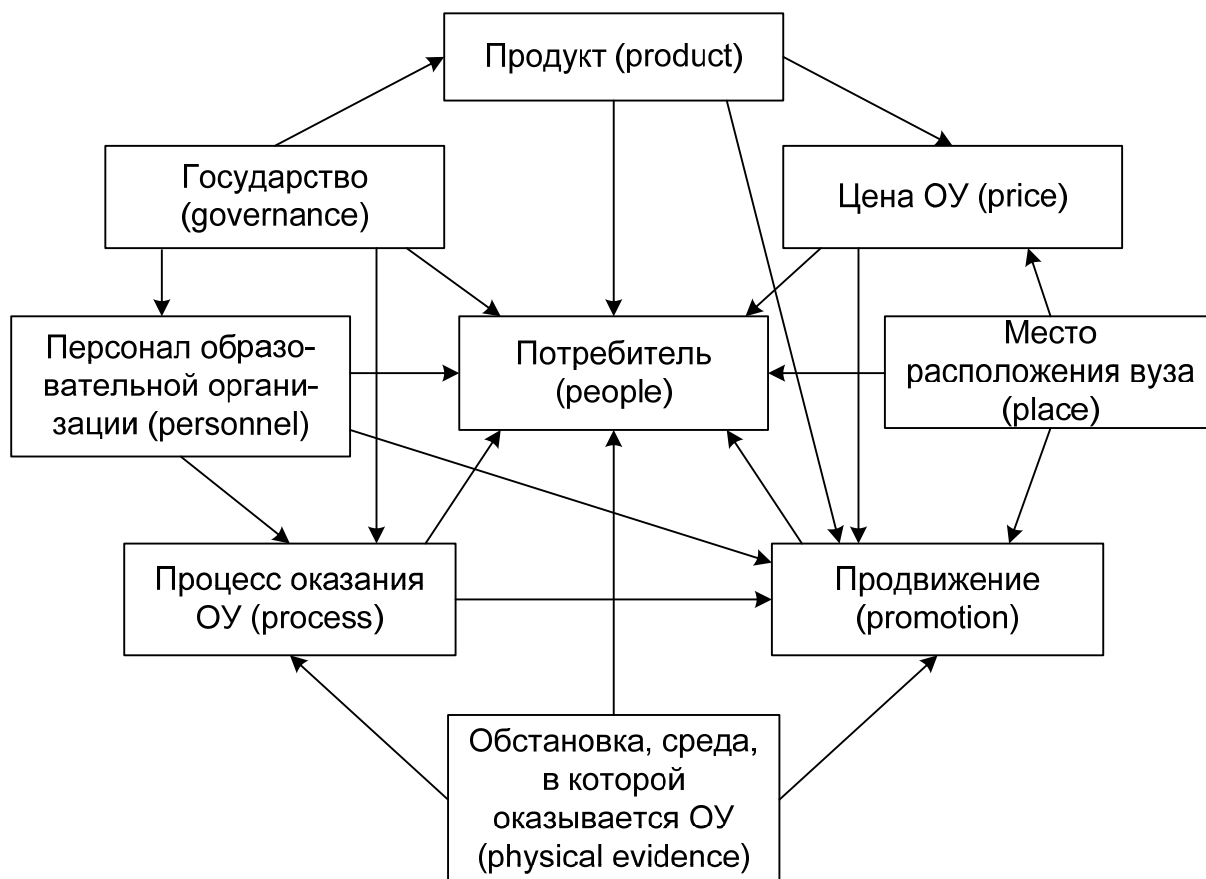 Продукт (product)
Государство
(governance)
Цена ОУ (price)
Персонал образо-
вательной органи-
зации (personnel)
Потребитель
(people)
Место
расположения вуза
(place)
Процесс оказания
ОУ (process)
Продвижение
(promotion)
Обстановка, среда,
в которой
оказывается ОУ
(physical evidence)